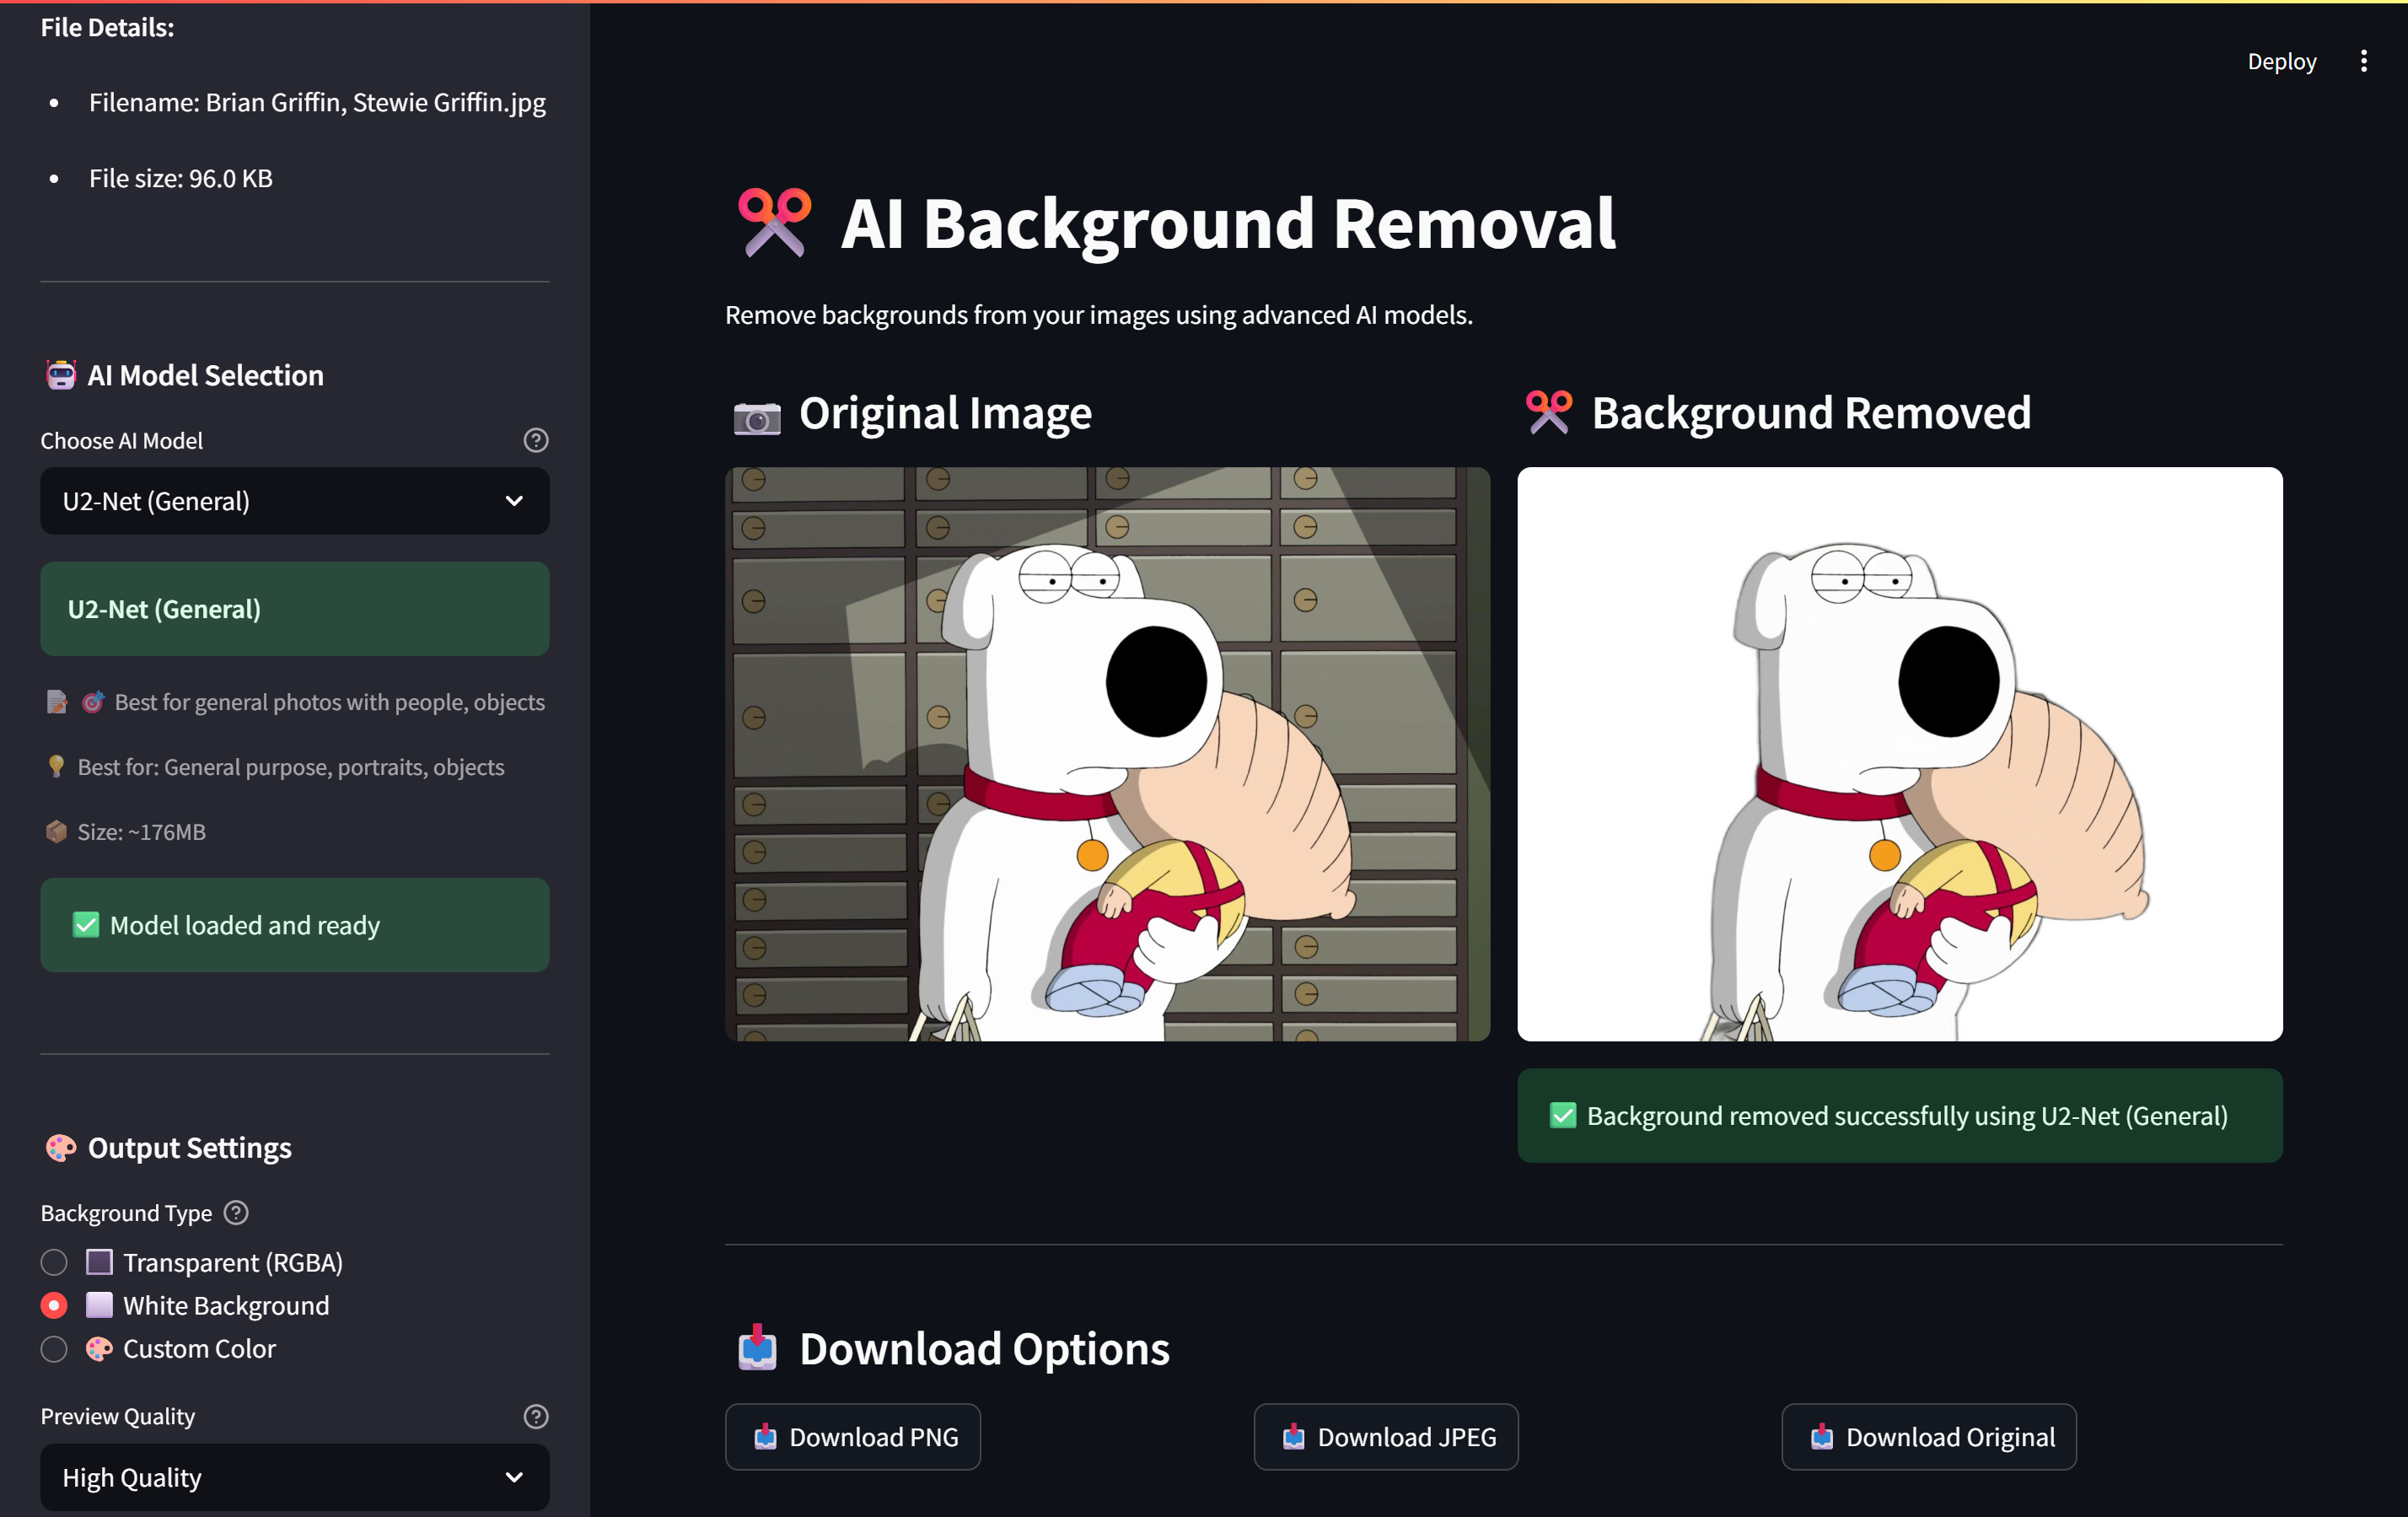 File Details:
• Filename: Brian Griffin, Stewie Griffin.jpg
• File size: 96.0 KB
AI Model Selection
Choose AI Model
U2-Net (General)
U2-Net (General)
Best for general photos with people, objects
Best for: General purpose, portraits, objects
Size: ~176MB
Model loaded and ready
Output Settings
Background Type
Transparent (RGBA)
White Background
Custom Color
Preview Quality
High Quality
Deploy
AI Background Removal
Remove backgrounds from your images using advanced AI models.
Original Image
Background Removed
Background removed successfully using U2-Net (General)
Download Options
Download PNG
Download JPEG
Download Original